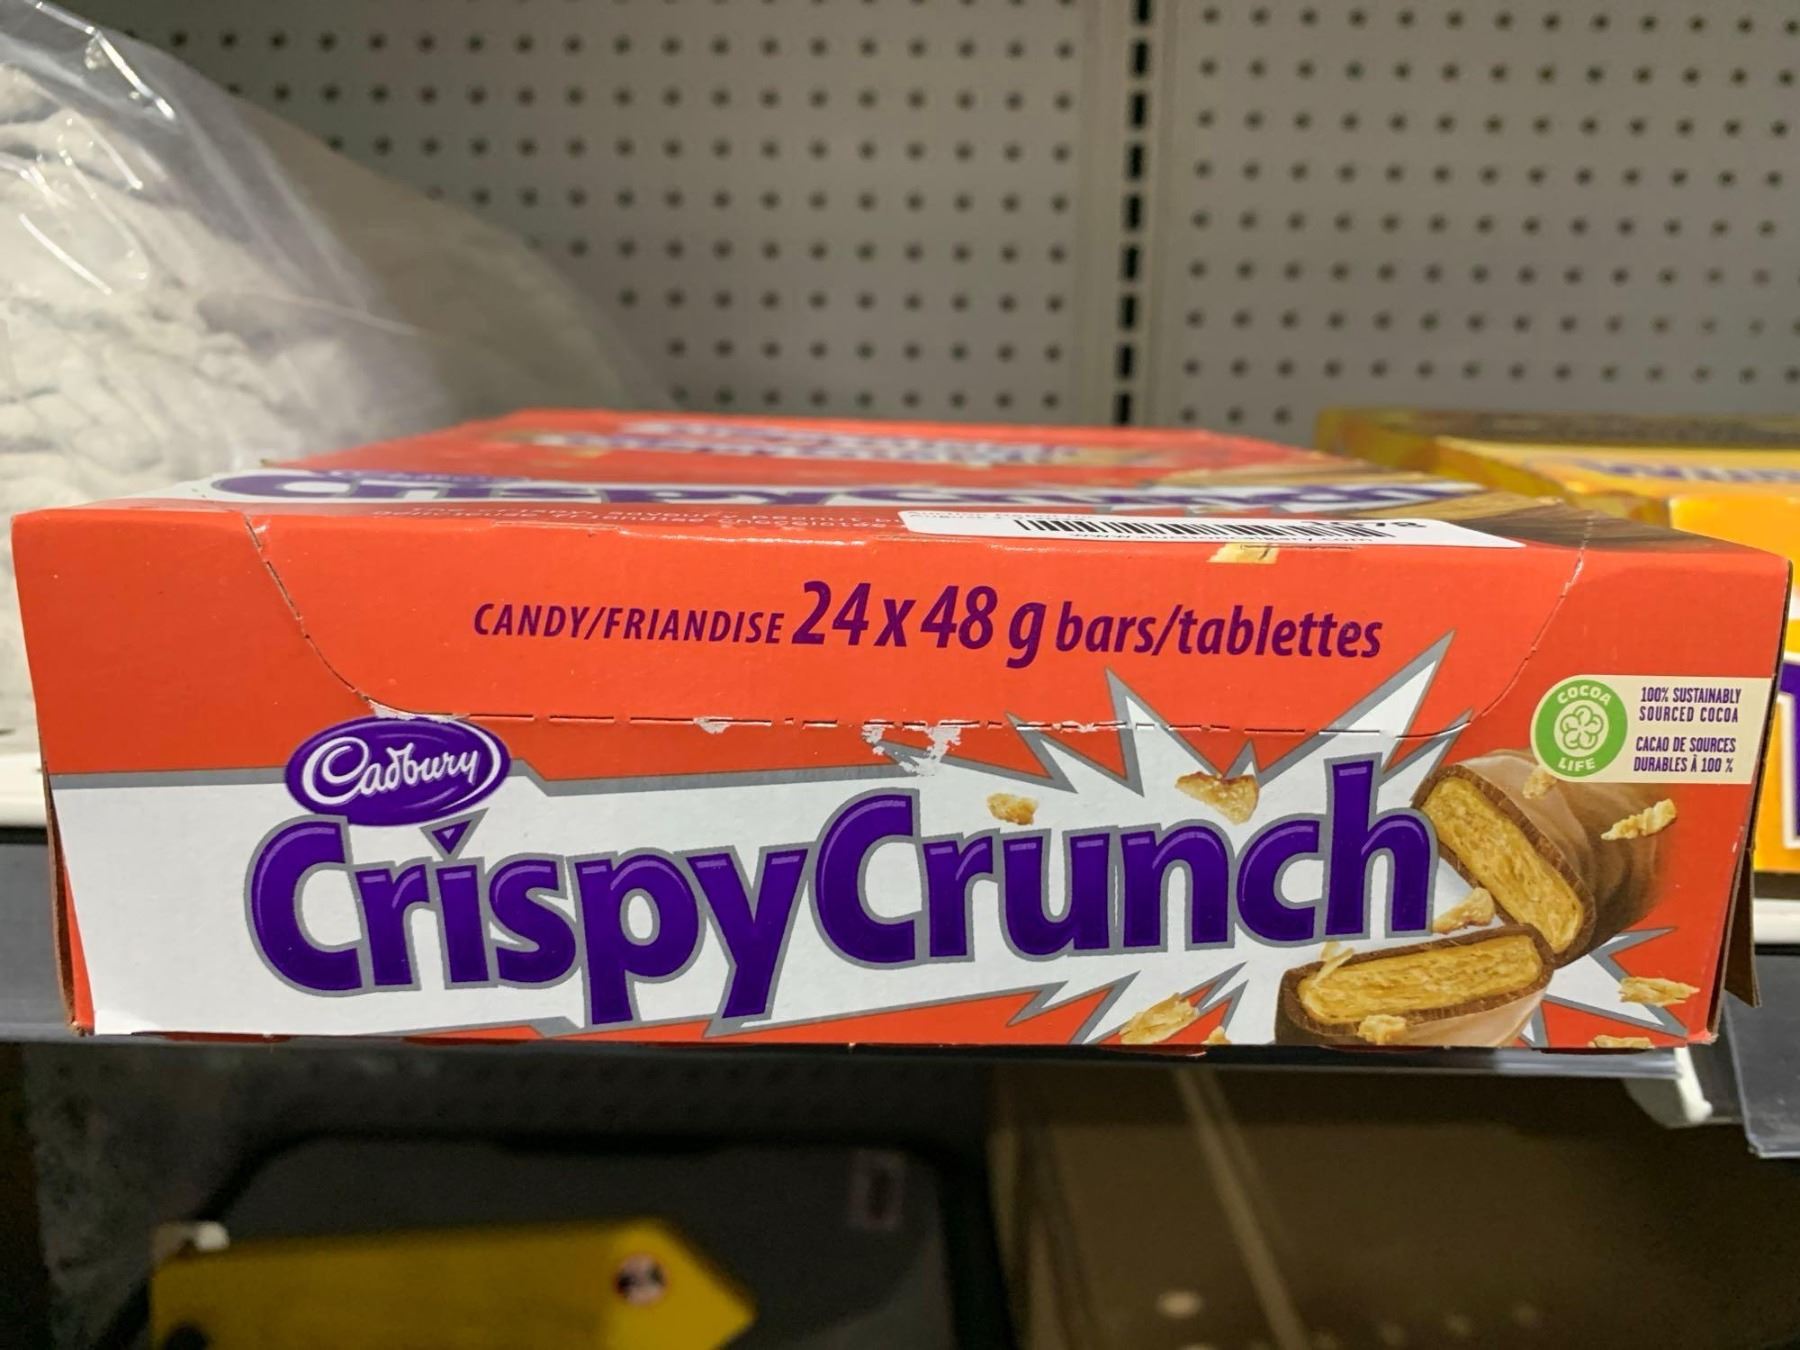 CrispyCrunch
CANDY/FRIANDISE 24 x 48 g bars/tablettes
COCOA
LIFE
100% SUSTAINABLY
SOURCED COCOA
CACAO DE SOURCES
DURABLES À 100 %
Cadbury
CrispyCrunch